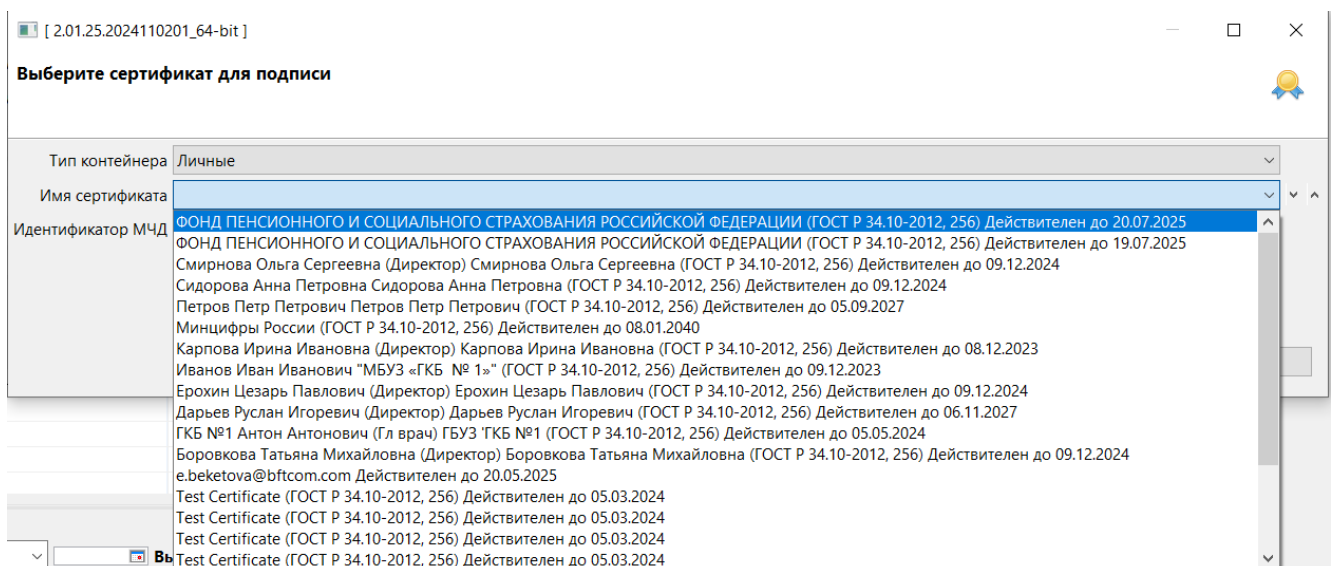 [ 2.01.25.2024110201_64-bit ]
Выберите сертификат для подписи
Тип контейнера Личные
Имя сертификата
Идентификатор МЧД
ФОНД ПЕНСИОННОГО И СОЦИАЛЬНОГО СТРАХОВАНИЯ РОССИЙСКОЙ ФЕДЕРАЦИИ (ГОСТ Р 34.10-2012, 256) Действителен до 20.07.2025
ФОНД ПЕНСИОННОГО И СОЦИАЛЬНОГО СТРАХОВАНИЯ РОССИЙСКОЙ ФЕДЕРАЦИИ (ГОСТ Р 34.10-2012, 256) Действителен до 19.07.2025
Смирнова Ольга Сергеевна (Директор) Смирнова Ольга Сергеевна (ГОСТ Р 34.10-2012, 256) Действителен до 09.12.2024
Сидорова Анна Петровна Сидорова Анна Петровна (ГОСТ Р 34.10-2012, 256) Действителен до 09.12.2024
Петров Петр Петрович Петров Петр Петрович (ГОСТ Р 34.10-2012, 256) Действителен до 05.09.2027
Минцифры России (ГОСТ Р 34.10-2012, 256) Действителен до 08.01.2040
Карпова Ирина Ивановна (Директор) Карпова Ирина Ивановна (ГОСТ Р 34.10-2012, 256) Действителен до 08.12.2023
Иванов Иван Иванович "МБУЗ «ГКБ № 1»" (ГОСТ Р 34.10-2012, 256) Действителен до 09.12.2023
Ерохин Цезарь Павлович (Директор) Ерохин Цезарь Павлович (ГОСТ Р 34.10-2012, 256) Действителен до 09.12.2024
Дарьев Руслан Игоревич (Директор) Дарьев Руслан Игоревич (ГОСТ Р 34.10-2012, 256) Действителен до 06.11.2027
ГКБ №1 Антон Антонович (Гл врач) ГБУЗ 'ГКБ №1 (ГОСТ Р 34.10-2012, 256) Действителен до 05.05.2024
Боровкова Татьяна Михайловна (Директор) Боровкова Татьяна Михайловна (ГОСТ Р 34.10-2012, 256) Действителен до 09.12.2024
e.beketova@bftcom.com Действителен до 20.05.2025
Test Certificate (ГОСТ Р 34.10-2012, 256) Действителен до 05.03.2024
Test Certificate (ГОСТ Р 34.10-2012, 256) Действителен до 05.03.2024
Test Certificate (ГОСТ Р 34.10-2012, 256) Действителен до 05.03.2024
Вы
Test Certificate (ГОСТ Р 34.10-2012, 256) Действителен до 05.03.2024